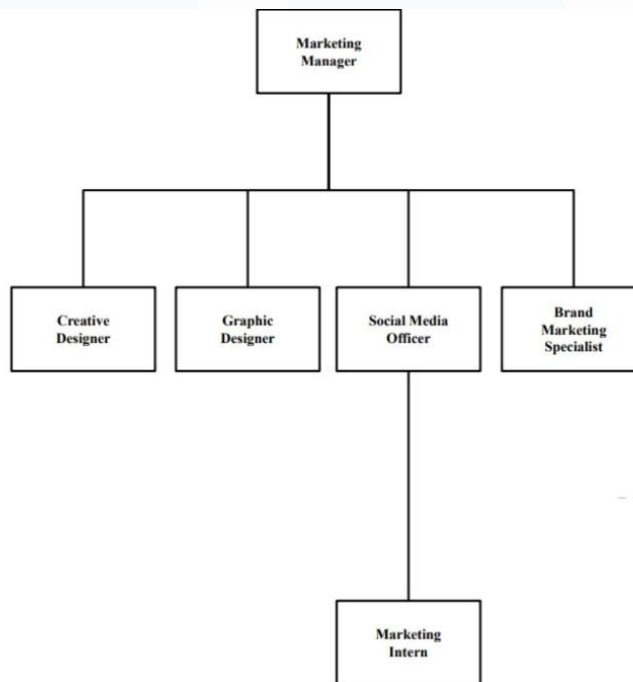 Marketing
Manager
Creative
Designer
Graphic
Designer
Social Media
Officer
Brand
Marketing
Specialist
Marketing
Intern